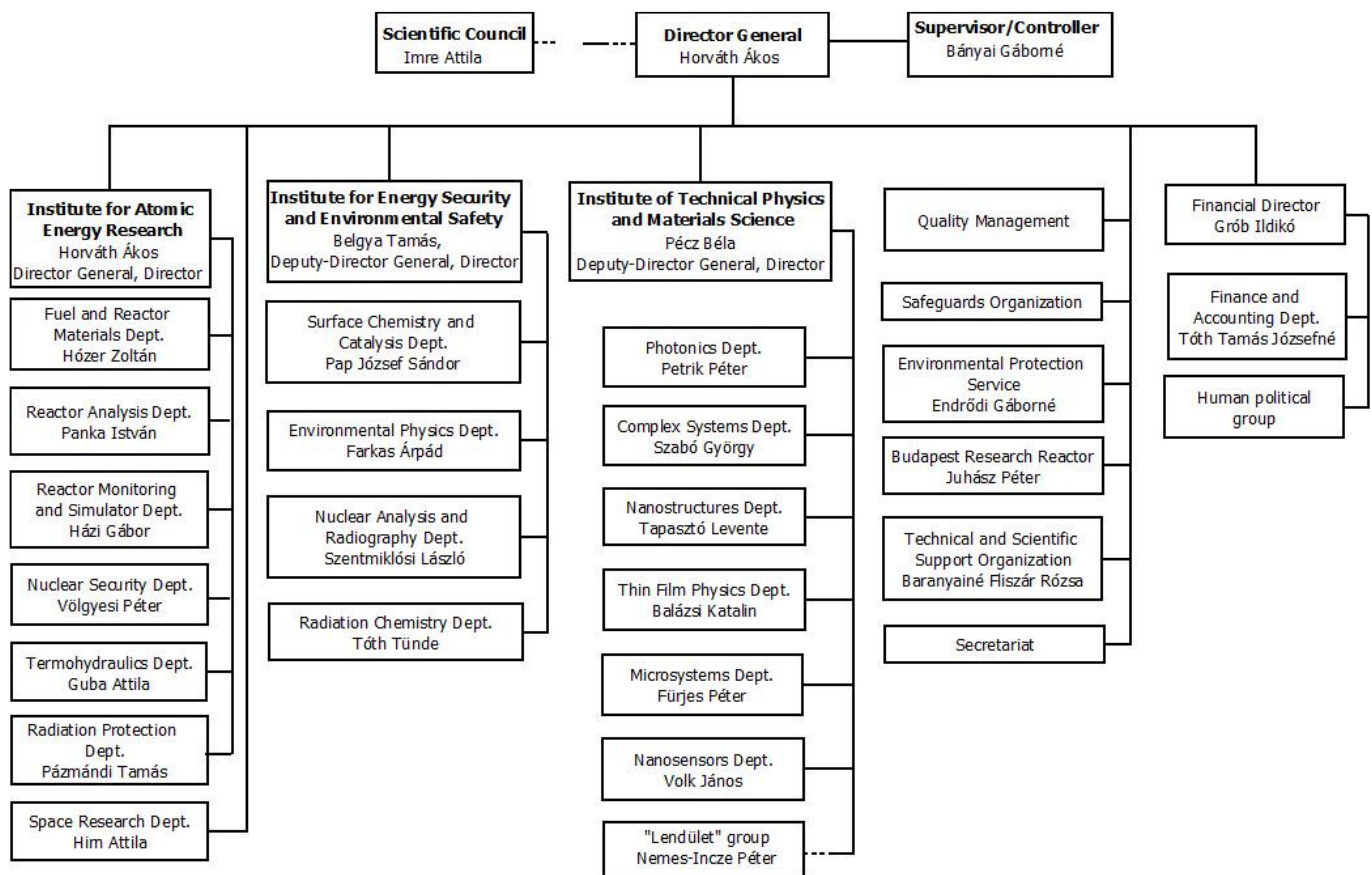 Scientific Council
Imre Attila
Director General
Horváth Ákos
Supervisor/Controller
Bányai Gáborné
Institute for Atomic
Energy Research
Horváth Ákos
Director General, Director
Fuel and Reactor
Materials Dept.
Hózer Zoltán
Reactor Analysis Dept.
Panka István
Reactor Monitoring
and Simulator Dept.
Házi Gábor
Nuclear Security Dept.
Völgyesi Péter
Termohydraulics Dept.
Guba Attila
Radiation Protection
Dept.
Pázmándi Tamás
Space Research Dept.
Him Attila
Institute for Energy Security
and Environmental Safety
Belgya Tamás,
Deputy-Director General, Director
Surface Chemistry and
Catalysis Dept.
Pap József Sándor
Environmental Physics Dept.
Farkas Árpád
Nuclear Analysis and
Radiography Dept.
Szentmiklósi László
Radiation Chemistry Dept.
Tóth Tünde
Institute of Technical Physics
and Materials Science
Pécz Béla
Deputy-Director General, Director
Photonics Dept.
Petrik Péter
Complex Systems Dept.
Szabó György
Nanostructures Dept.
Tapasztó Levente
Thin Film Physics Dept.
Balázsi Katalin
Microsystems Dept.
Fürjes Péter
Nanosensors Dept.
Volk János
"Lendület" group
Nemes-Incze Péter
Quality Management
Safeguards Organization
Environmental Protection
Service
Endrődi Gáborné
Budapest Research Reactor
Juhász Péter
Technical and Scientific
Support Organization
Baranyainé Fliszár Rózsa
Secretariat
Financial Director
Grób Ildikó
Finance and
Accounting Dept.
Tóth Tamás Józsefné
Human political
group